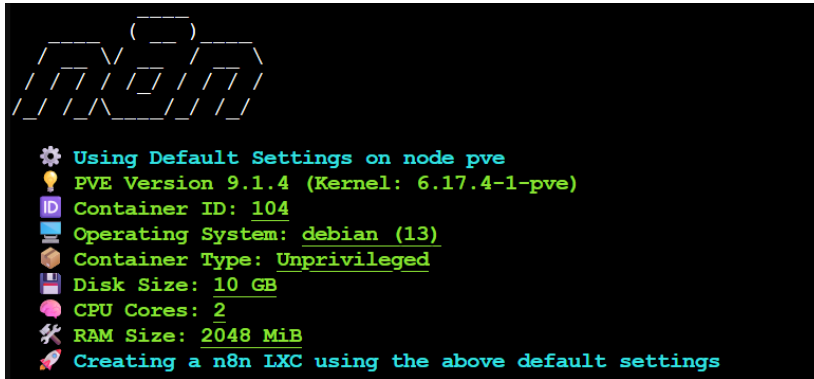 n8n
Using Default Settings on node pve
PVE Version 9.1.4 (Kernel: 6.17.4-1-pve)
ID Container ID: 104
Operating System: debian (13)
Container Type: Unprivileged
Disk Size: 10 GB
CPU Cores: 2
RAM Size: 2048 MiB
Creating a n8n LXC using the above default settings